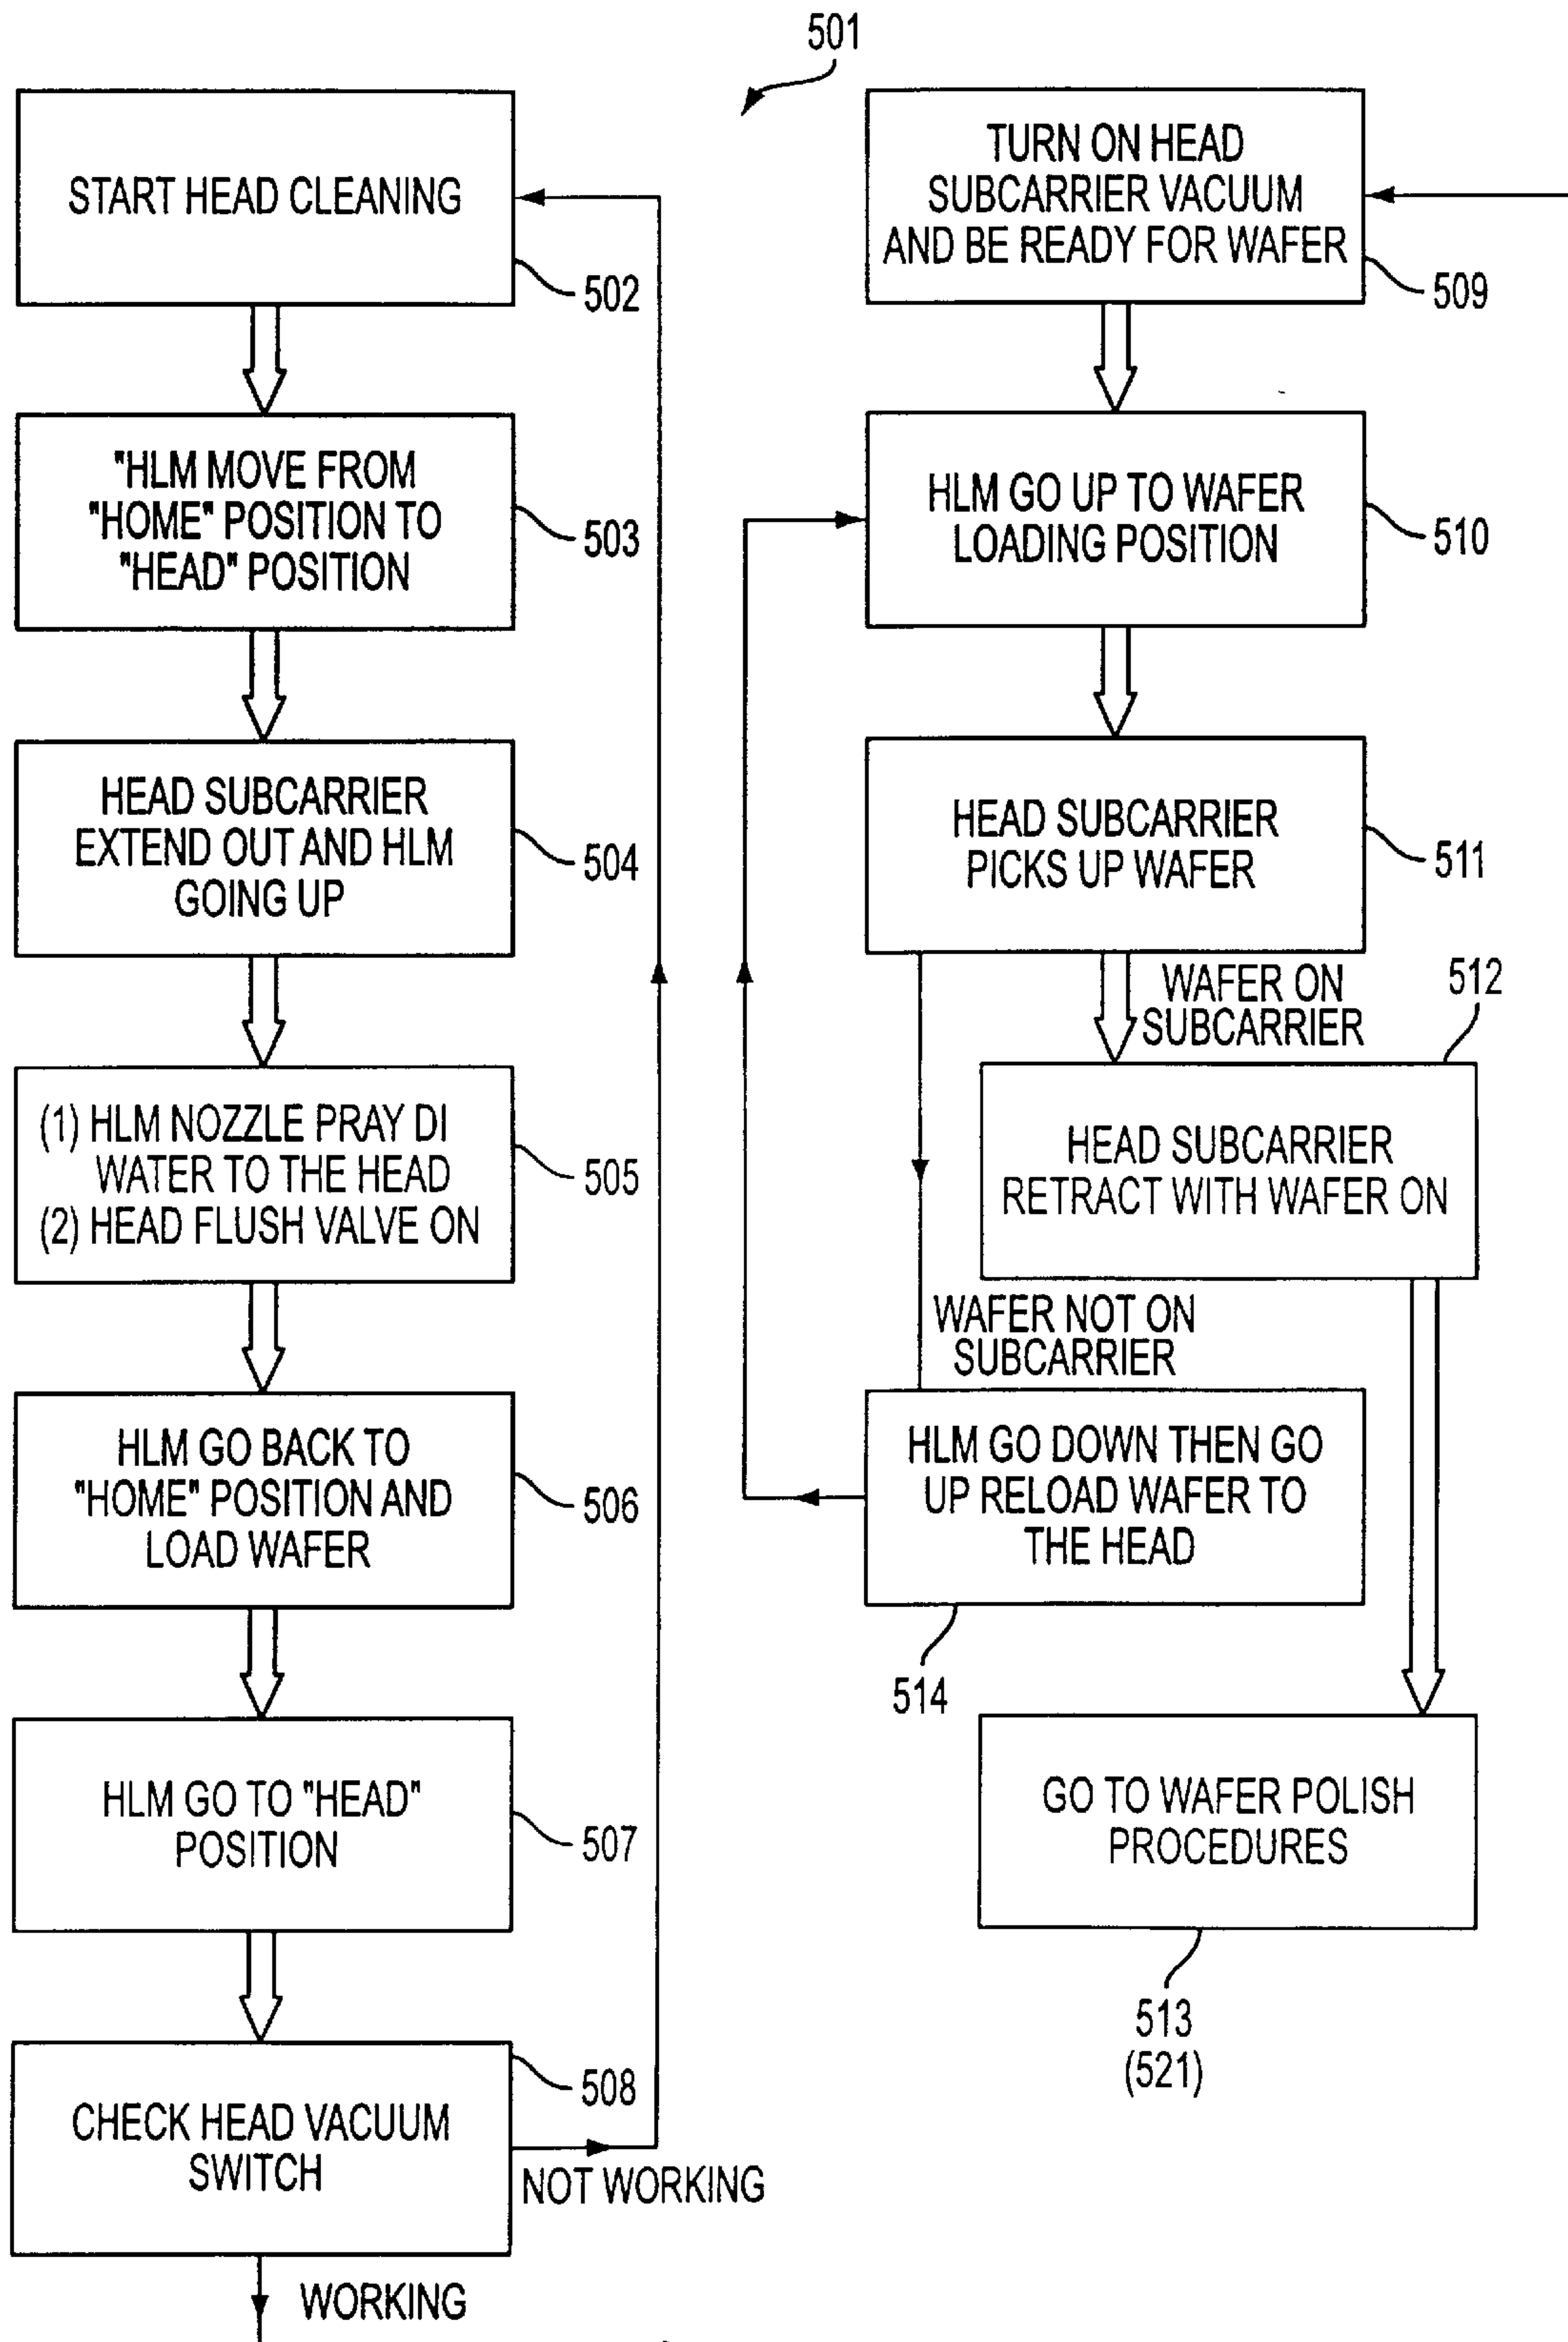 501
START HEAD CLEANING
502
"HLM MOVE FROM
"HOME" POSITION TO
"HEAD" POSITION
503
HEAD SUBCARRIER
EXTEND OUT AND HLM
GOING UP
504
(1) HLM NOZZLE PRAY DI
WATER TO THE HEAD
(2) HEAD FLUSH VALVE ON
505
HLM GO BACK TO
"HOME" POSITION AND
LOAD WAFER
506
HLM GO TO "HEAD"
POSITION
507
CHECK HEAD VACUUM
SWITCH
508
NOT WORKING
WORKING
TURN ON HEAD
SUBCARRIER VACUUM
AND BE READY FOR WAFER
509
HLM GO UP TO WAFER
LOADING POSITION
510
HEAD SUBCARRIER
PICKS UP WAFER
511
WAFER ON
SUBCARRIER
512
HEAD SUBCARRIER
RETRACT WITH WAFER ON
WAFER NOT ON
SUBCARRIER
HLM GO DOWN THEN GO
UP RELOAD WAFER TO
THE HEAD
514
GO TO WAFER POLISH
PROCEDURES
513
(521)